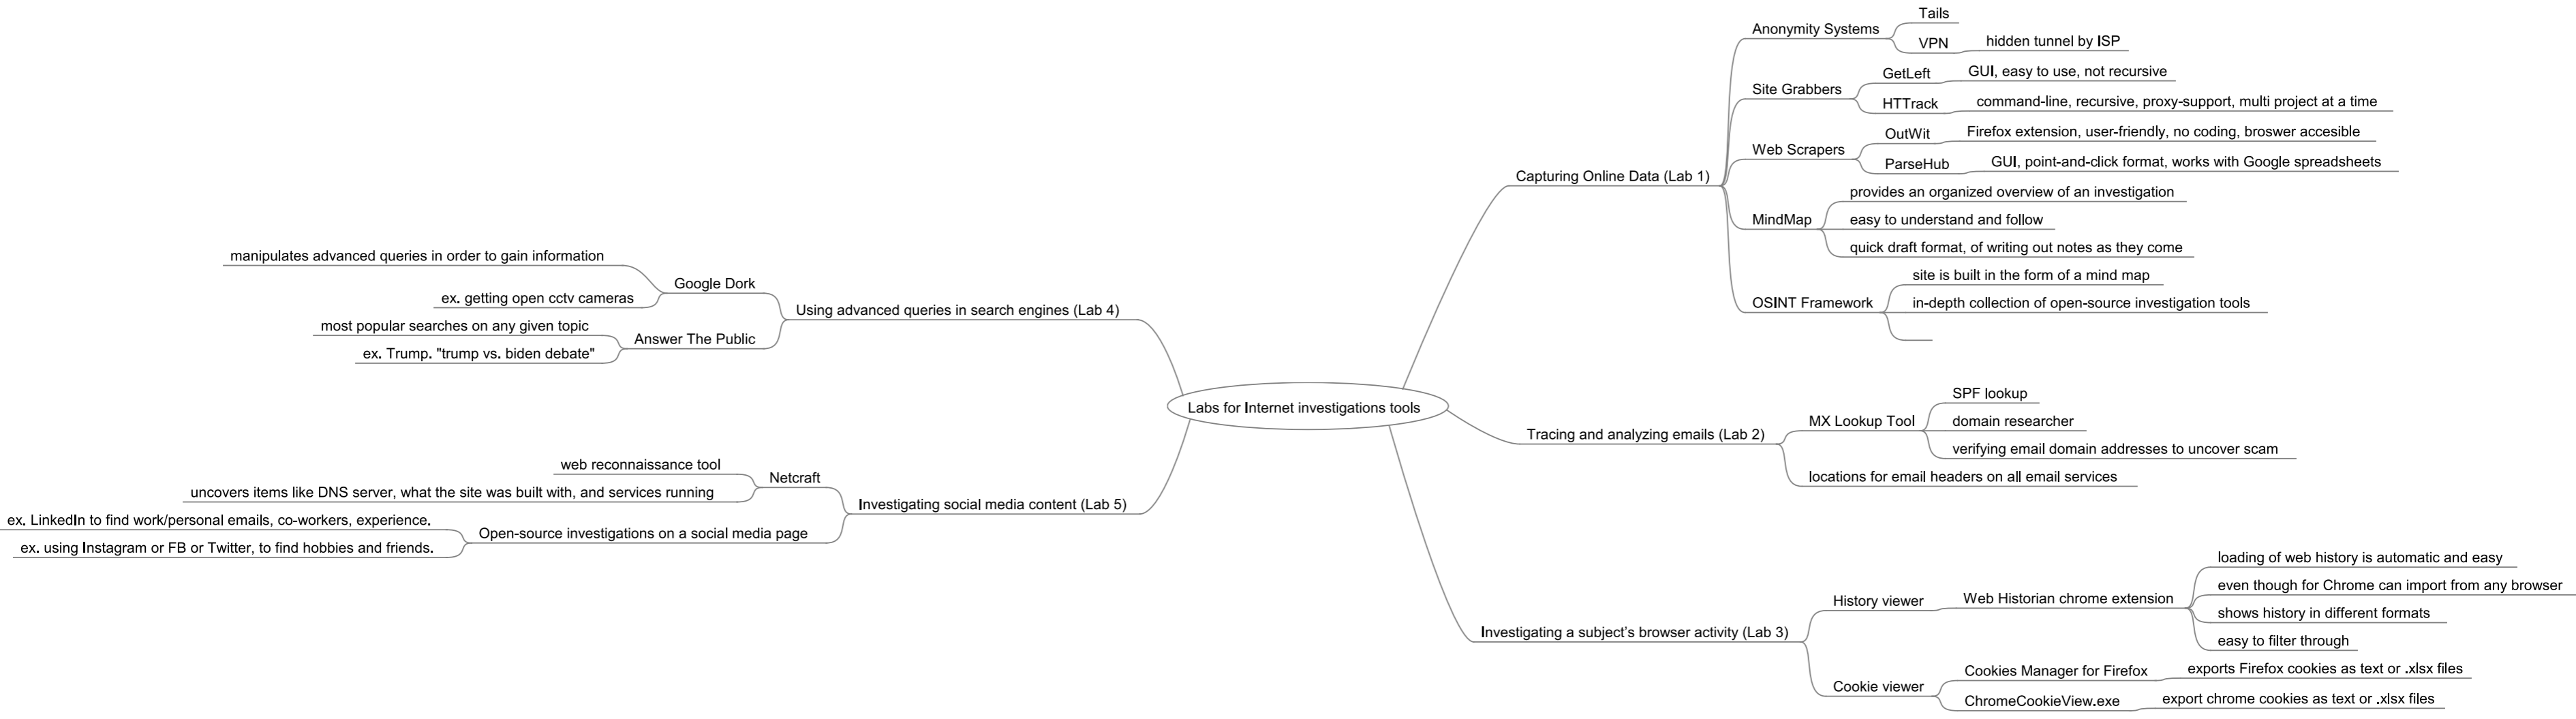 Labs for Internet investigations tools
Capturing Online Data (Lab 1)
Anonymity Systems
Tails
VPN
hidden tunnel by ISP
Site Grabbers
GetLeft
GUI, easy to use, not recursive
HTTrack
command-line, recursive, proxy-support, multi project at a time
Web Scrapers
OutWit
Firefox extension, user-friendly, no coding, broswer accesible
ParseHub
GUI, point-and-click format, works with Google spreadsheets
MindMap
provides an organized overview of an investigation
easy to understand and follow
quick draft format, of writing out notes as they come
OSINT Framework
site is built in the form of a mind map
in-depth collection of open-source investigation tools
Tracing and analyzing emails (Lab 2)
MX Lookup Tool
SPF lookup
domain researcher
verifying email domain addresses to uncover scam
locations for email headers on all email services
Investigating a subject's browser activity (Lab 3)
History viewer
Web Historian chrome extension
loading of web history is automatic and easy
even though for Chrome can import from any browser
shows history in different formats
easy to filter through
Cookie viewer
Cookies Manager for Firefox
exports Firefox cookies as text or .xlsx files
ChromeCookieView.exe
export chrome cookies as text or .xlsx files
Using advanced queries in search engines (Lab 4)
Google Dork
manipulates advanced queries in order to gain information
ex. getting open cctv cameras
Answer The Public
most popular searches on any given topic
ex. Trump. "trump vs. biden debate"
Investigating social media content (Lab 5)
Netcraft
web reconnaissance tool
uncovers items like DNS server, what the site was built with, and services running
Open-source investigations on a social media page
ex. LinkedIn to find work/personal emails, co-workers, experience.
ex. using Instagram or FB or Twitter, to find hobbies and friends.